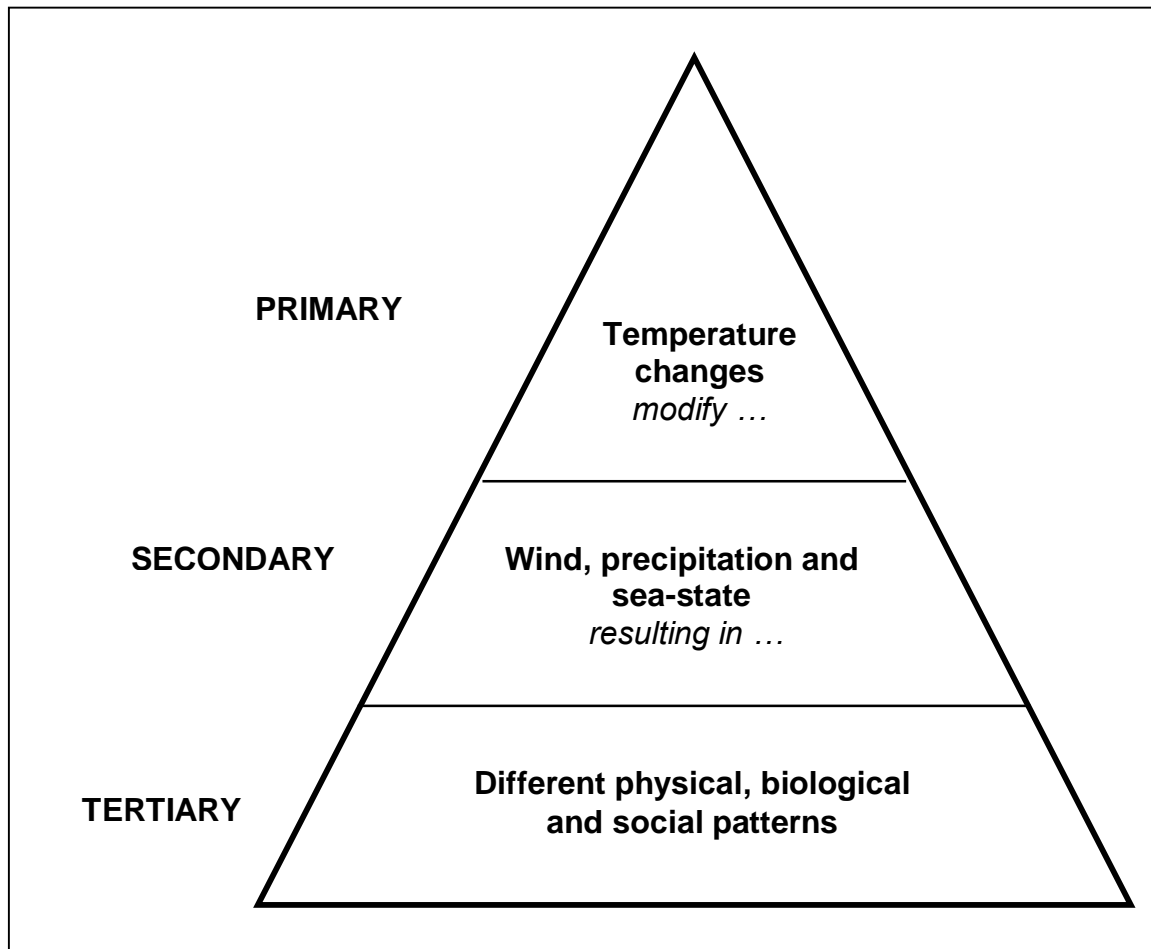 PRIMARY
Temperature
changes
modify …
SECONDARY
Wind, precipitation and
sea-state
resulting in …
TERTIARY
Different physical, biological
and social patterns